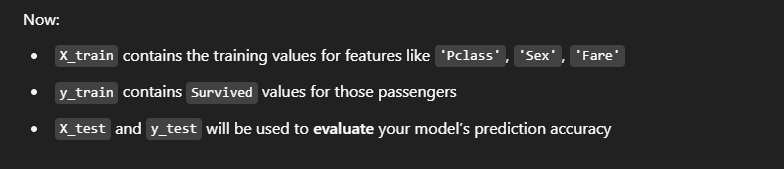 Now:
• X_train contains the training values for features like 'Pclass', 'Sex', 'Fare'
• y_train contains Survived values for those passengers
• X_test and y_test will be used to evaluate your model’s prediction accuracy